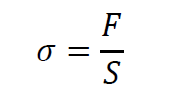 σ = F/S